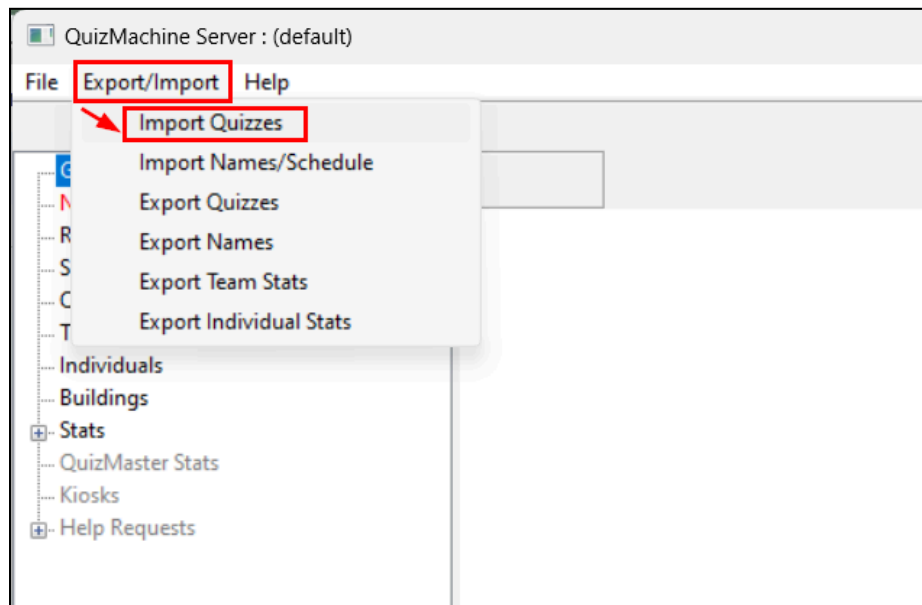 QuizMachine Server : (default)
File Export/Import Help
Import Quizzes
Import Names/Schedule
Export Quizzes
Export Names
Export Team Stats
Export Individual Stats
Individuals
Buildings
Stats
QuizMaster Stats
Kiosks
Help Requests